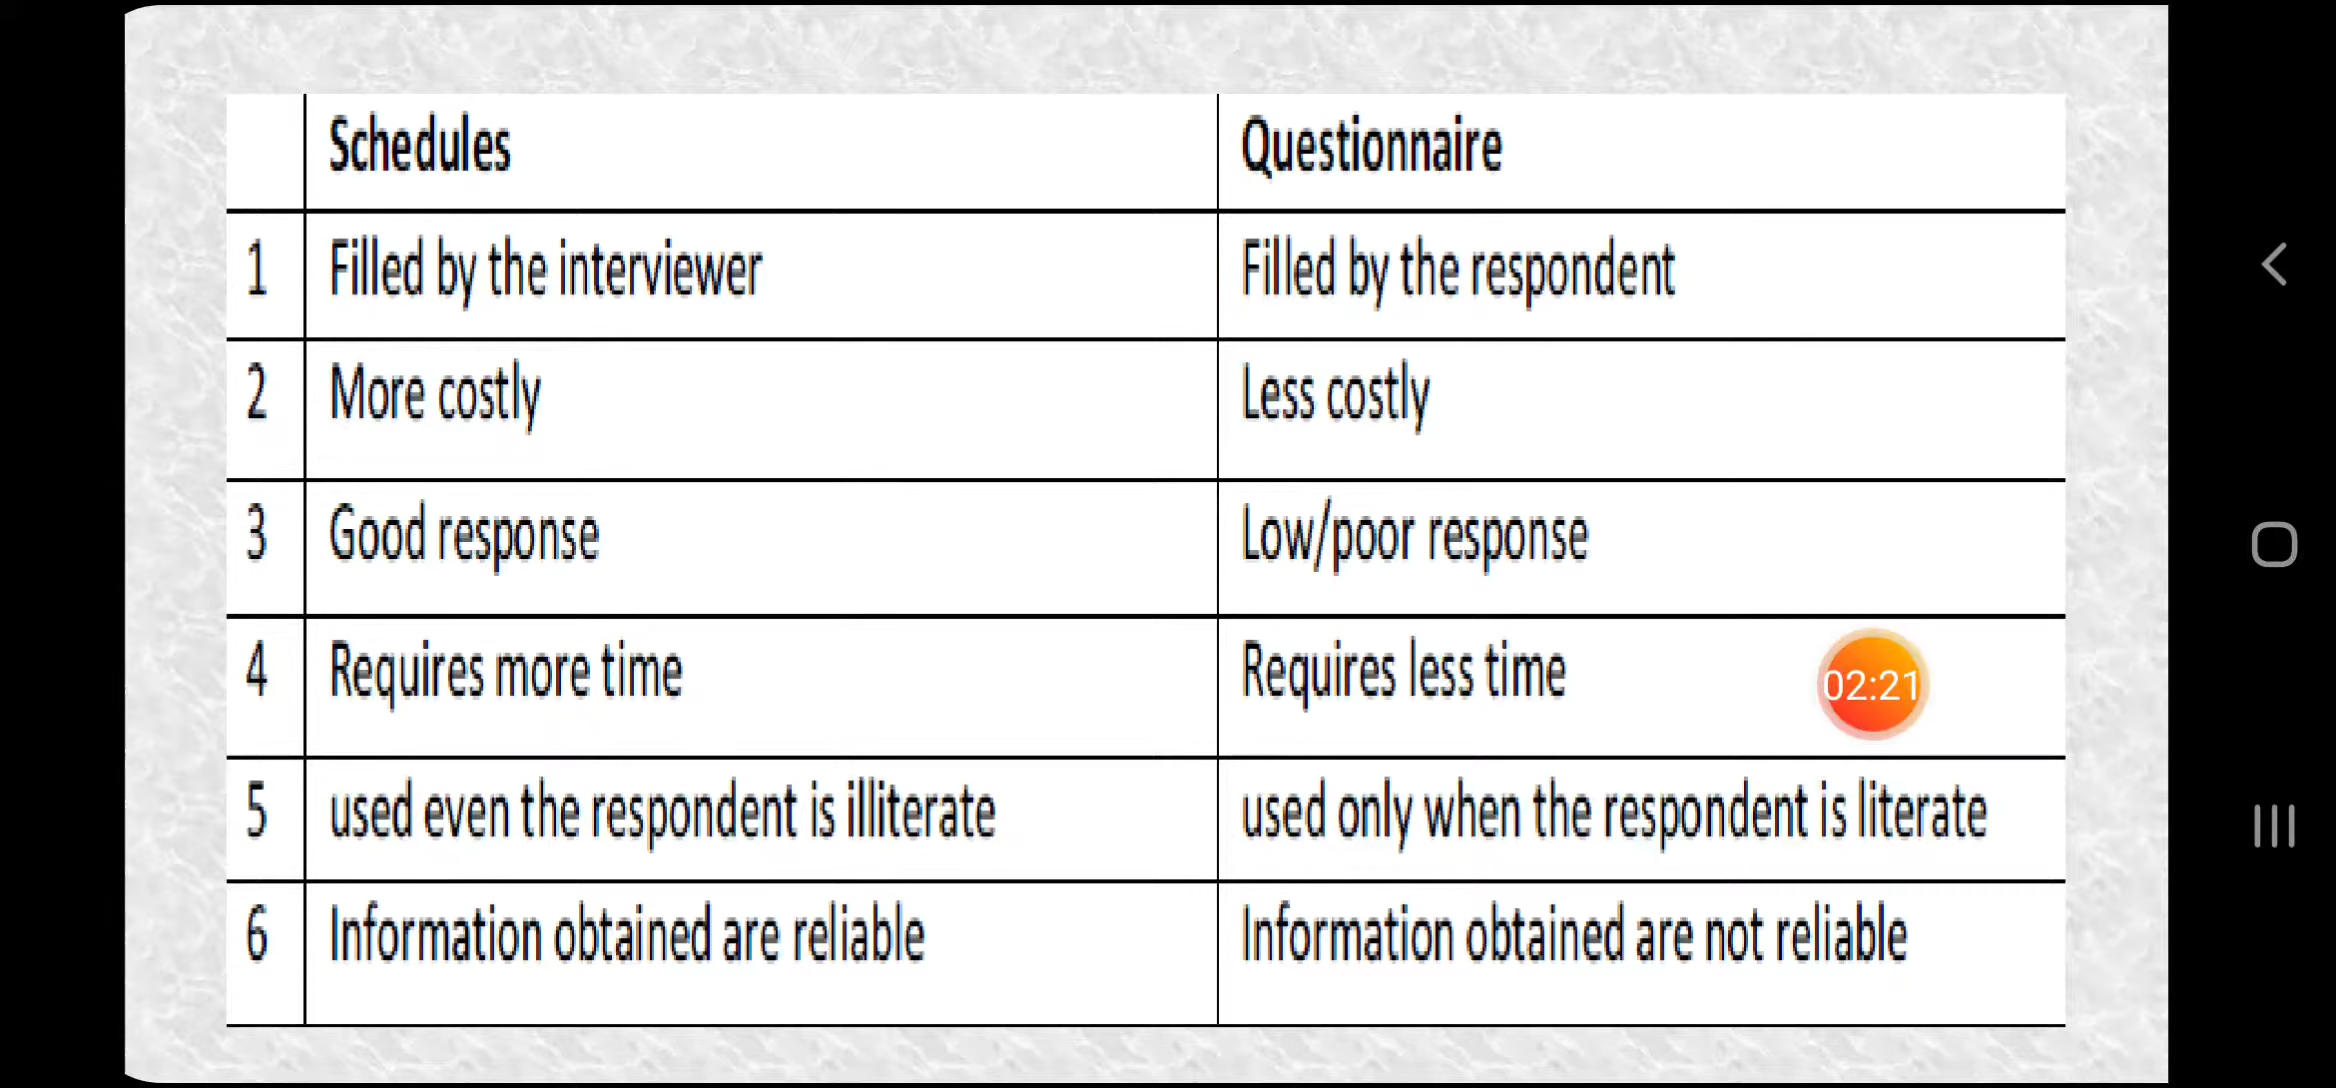 Schedules Questionnaire
1 Filled by the interviewer Filled by the respondent
2 More costly Less costly
3 Good response Low/poor response
4 Requires more time Requires less time 02:21
5 used even the respondent is illiterate used only when the respondent is literate
6 Information obtained are reliable Information obtained are not reliable